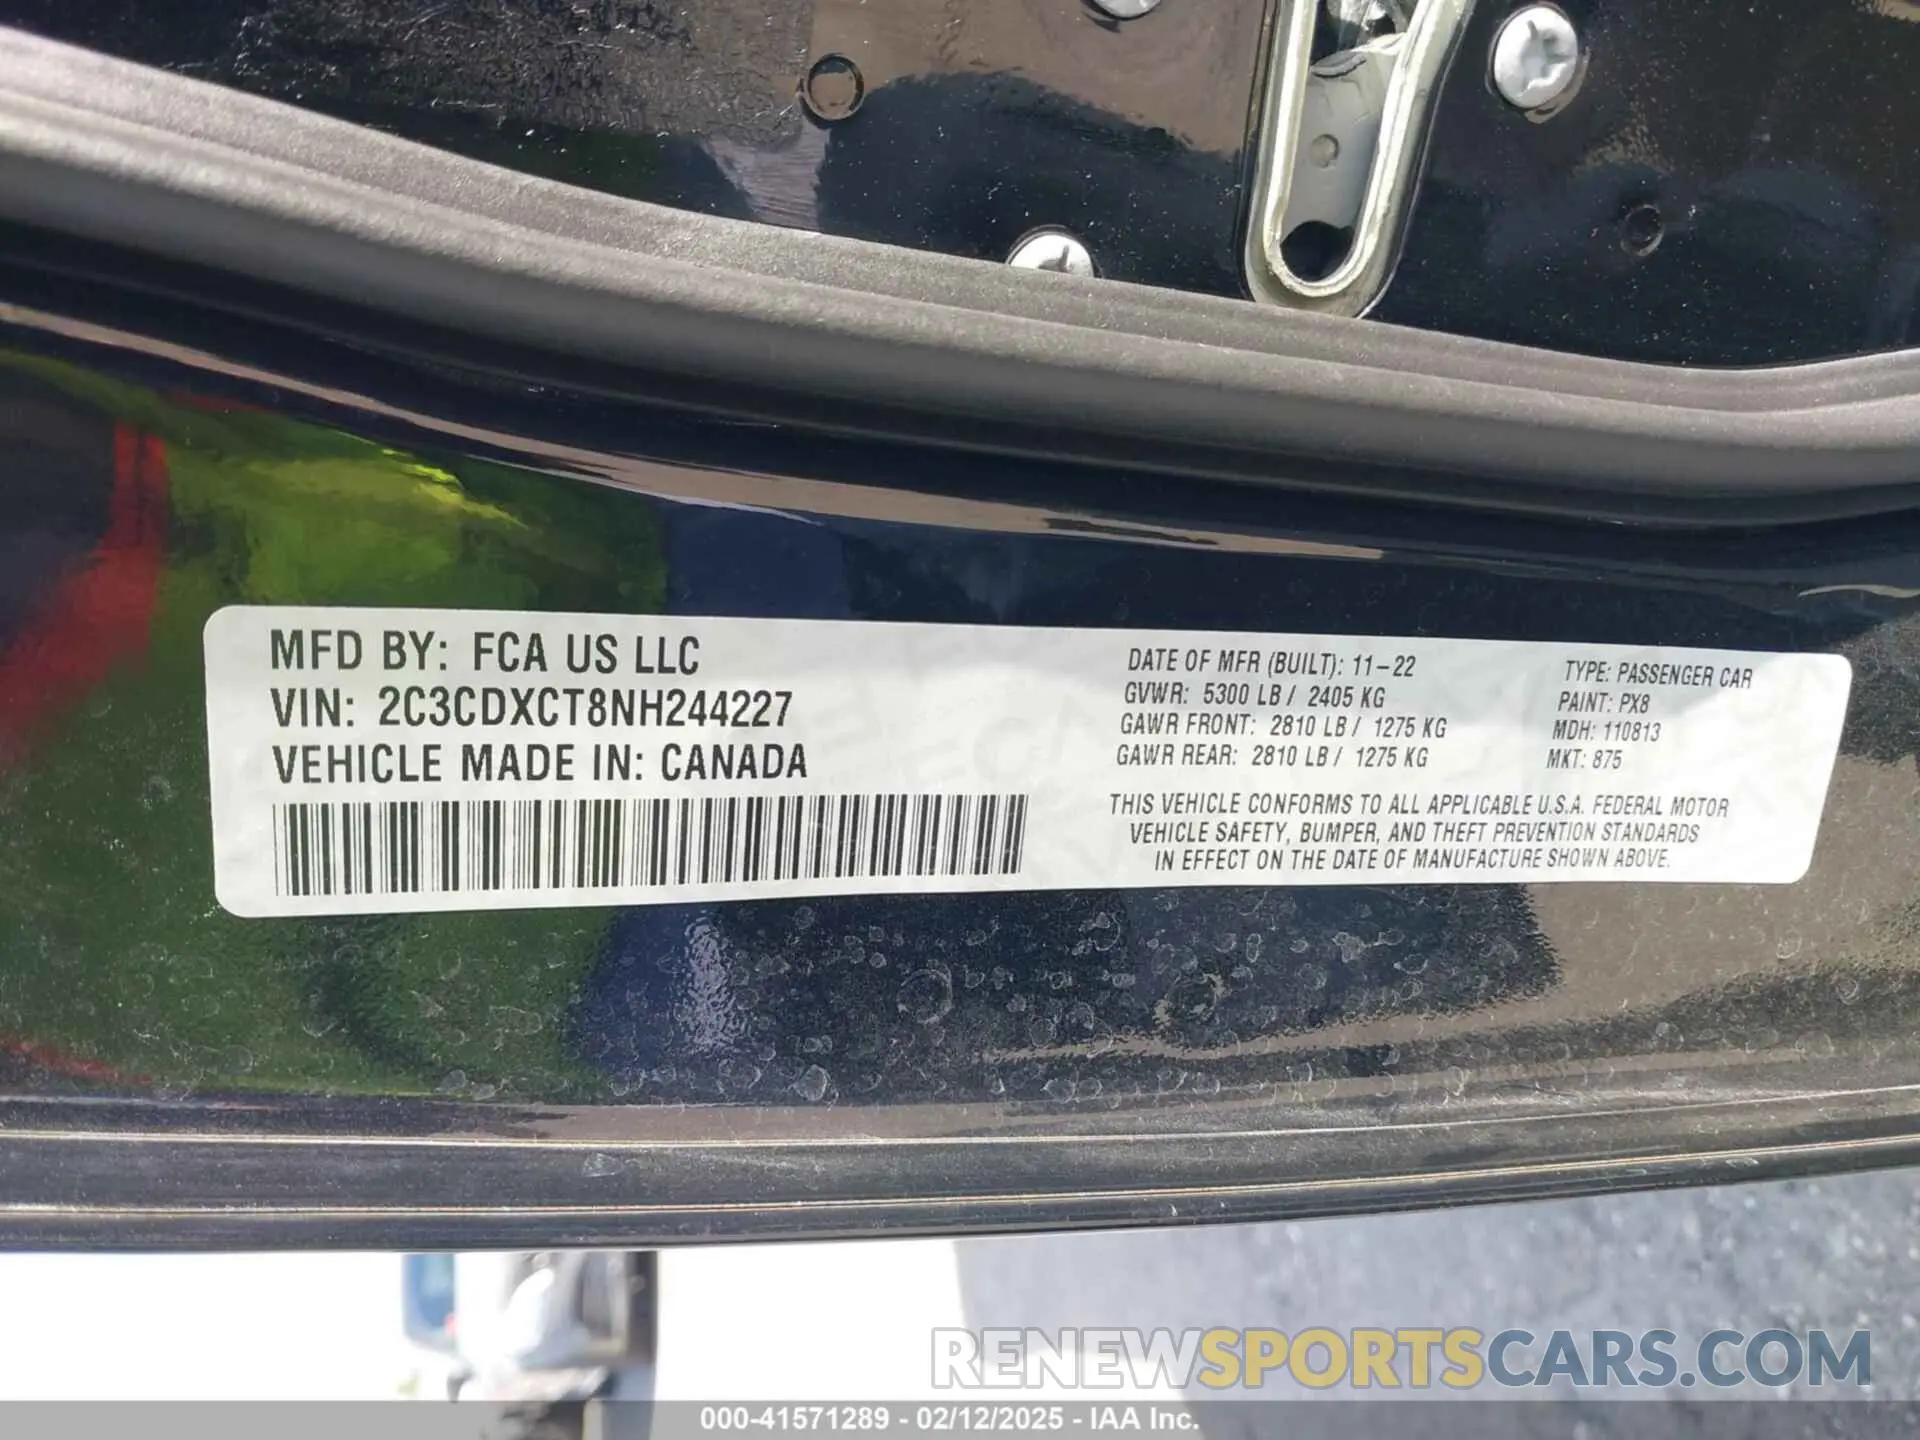 MFD BY: FCA US LLC
VIN: 2C3CDXCT8NH244227
VEHICLE MADE IN: CANADA
DATE OF MFR (BUILT): 11-22
GVWR: 5300 LB / 2405 KG
GAWR FRONT: 2810 LB / 1275 KG
GAWR REAR: 2810 LB / 1275 KG
TYPE: PASSENGER CAR
PAINT: PX8
MDH: 110813
MKT: 875
THIS VEHICLE CONFORMS TO ALL APPLICABLE U.S.A. FEDERAL MOTOR
VEHICLE SAFETY, BUMPER, AND THEFT PREVENTION STANDARDS
IN EFFECT ON THE DATE OF MANUFACTURE SHOWN ABOVE.
RENEWSPORTSCARS.COM
000-41571289 - 02/12/2025 - IAA Inc.